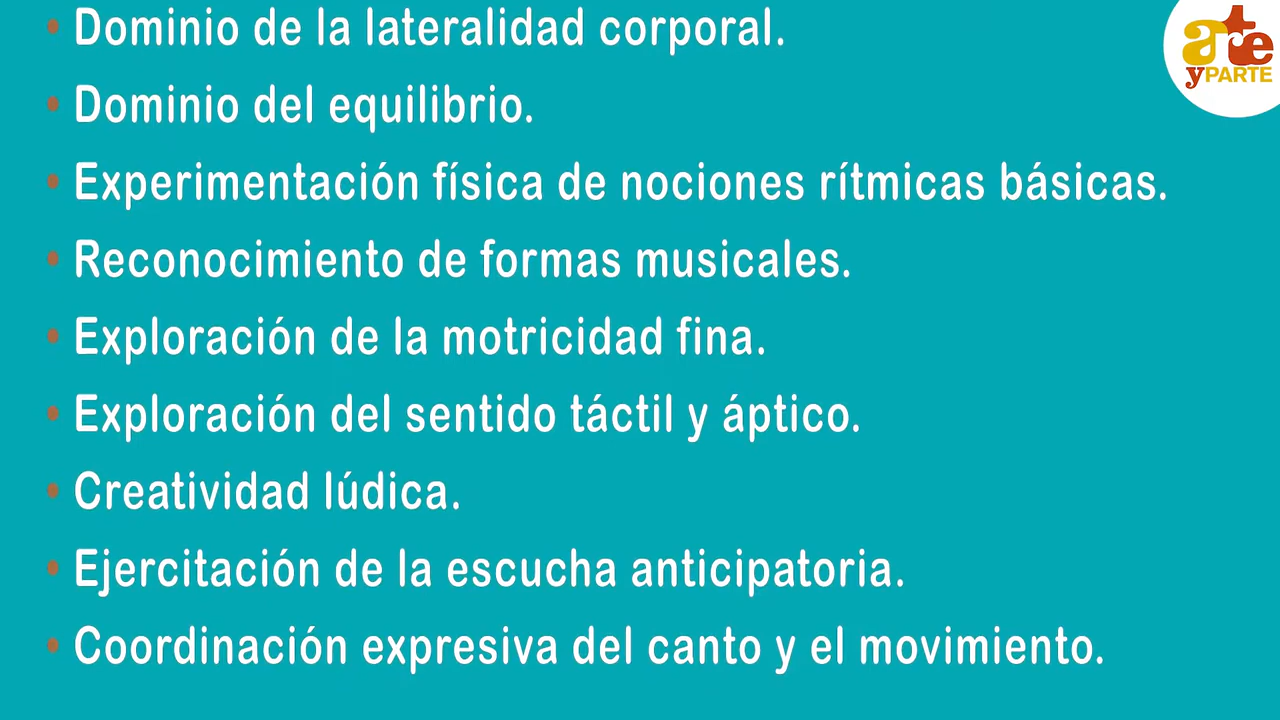 • Dominio de la lateralidad corporal.
• Dominio del equilibrio.
• Experimentación física de nociones rítmicas básicas.
• Reconocimiento de formas musicales.
• Exploración de la motricidad fina.
• Exploración del sentido táctil y áptico.
• Creatividad lúdica.
• Ejercitación de la escucha anticipatoria.
• Coordinación expresiva del canto y el movimiento.
arte
y PARTE